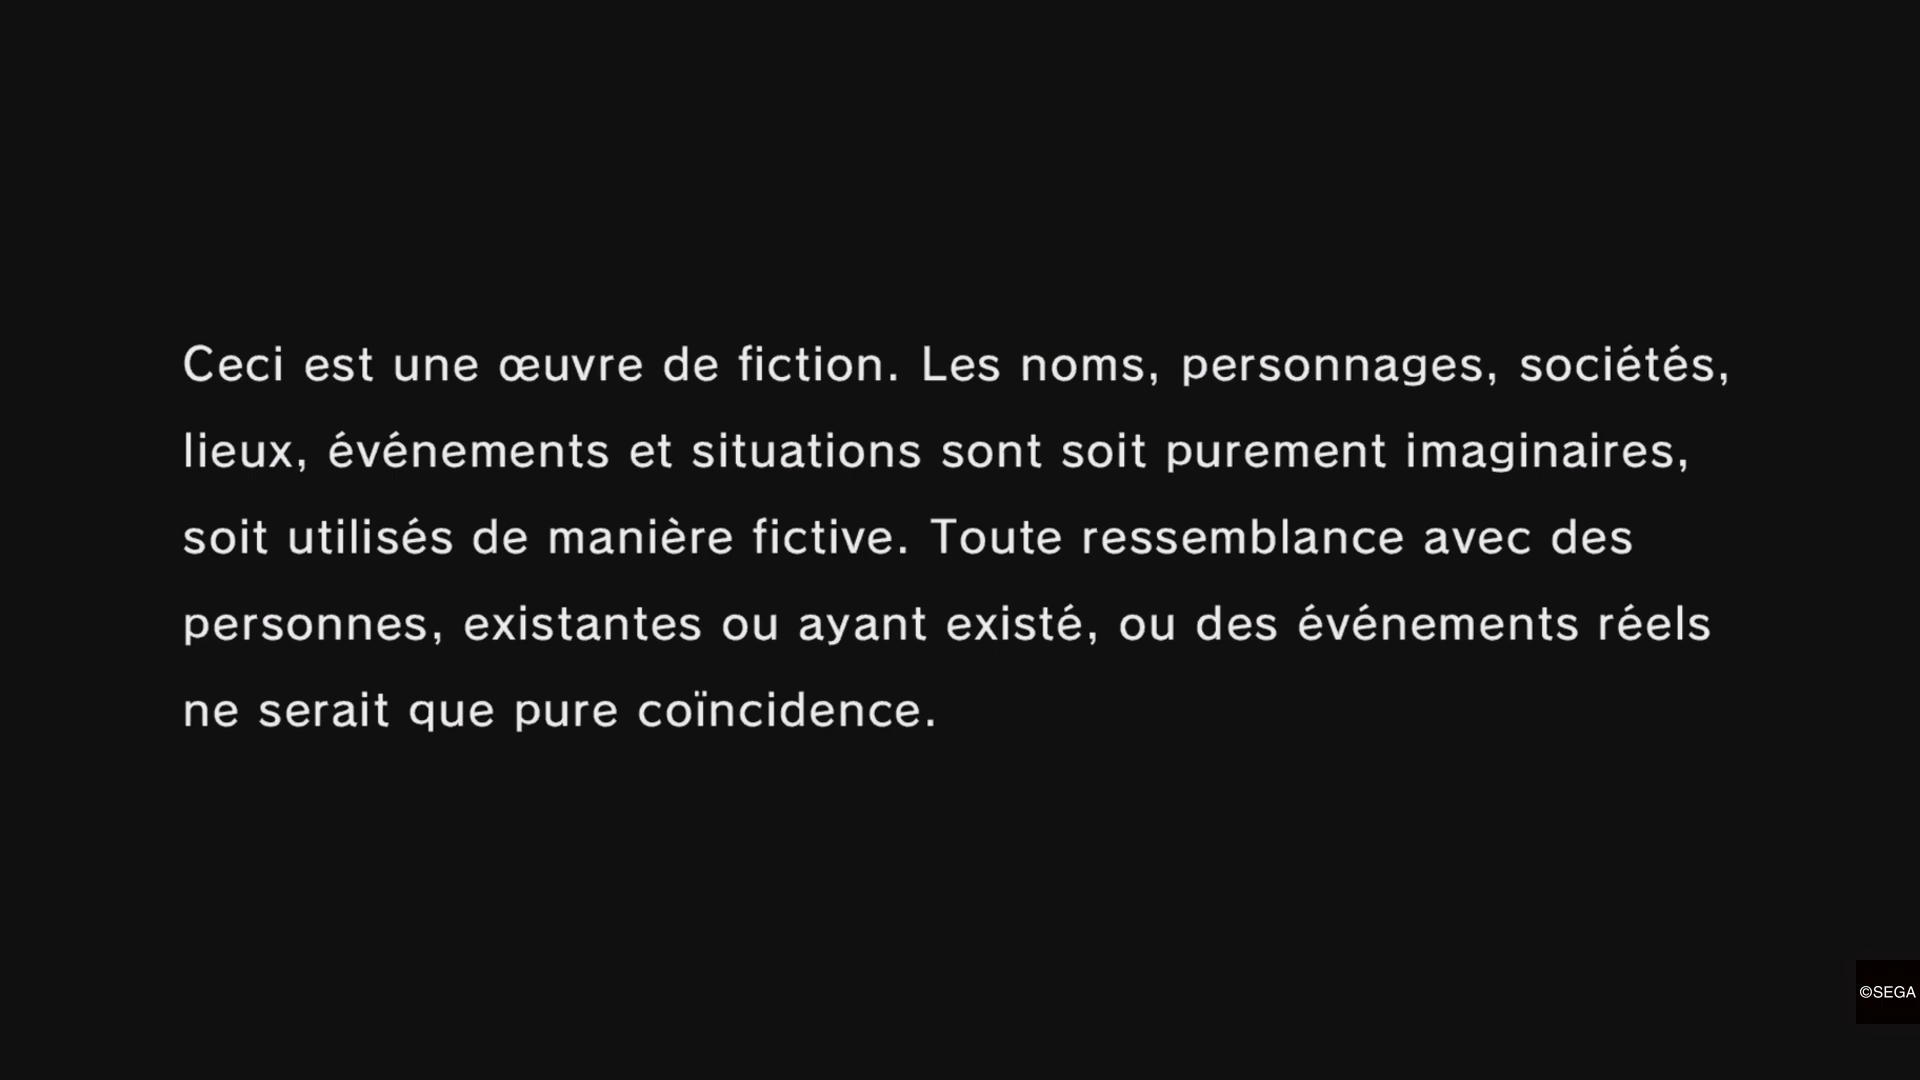 Ceci est une œuvre de fiction. Les noms, personnages, sociétés,
lieux, événements et situations sont soit purement imaginaires,
soit utilisés de manière fictive. Toute ressemblance avec des
personnes, existantes ou ayant existé, ou des événements réels
ne serait que pure coïncidence.
©SEGA